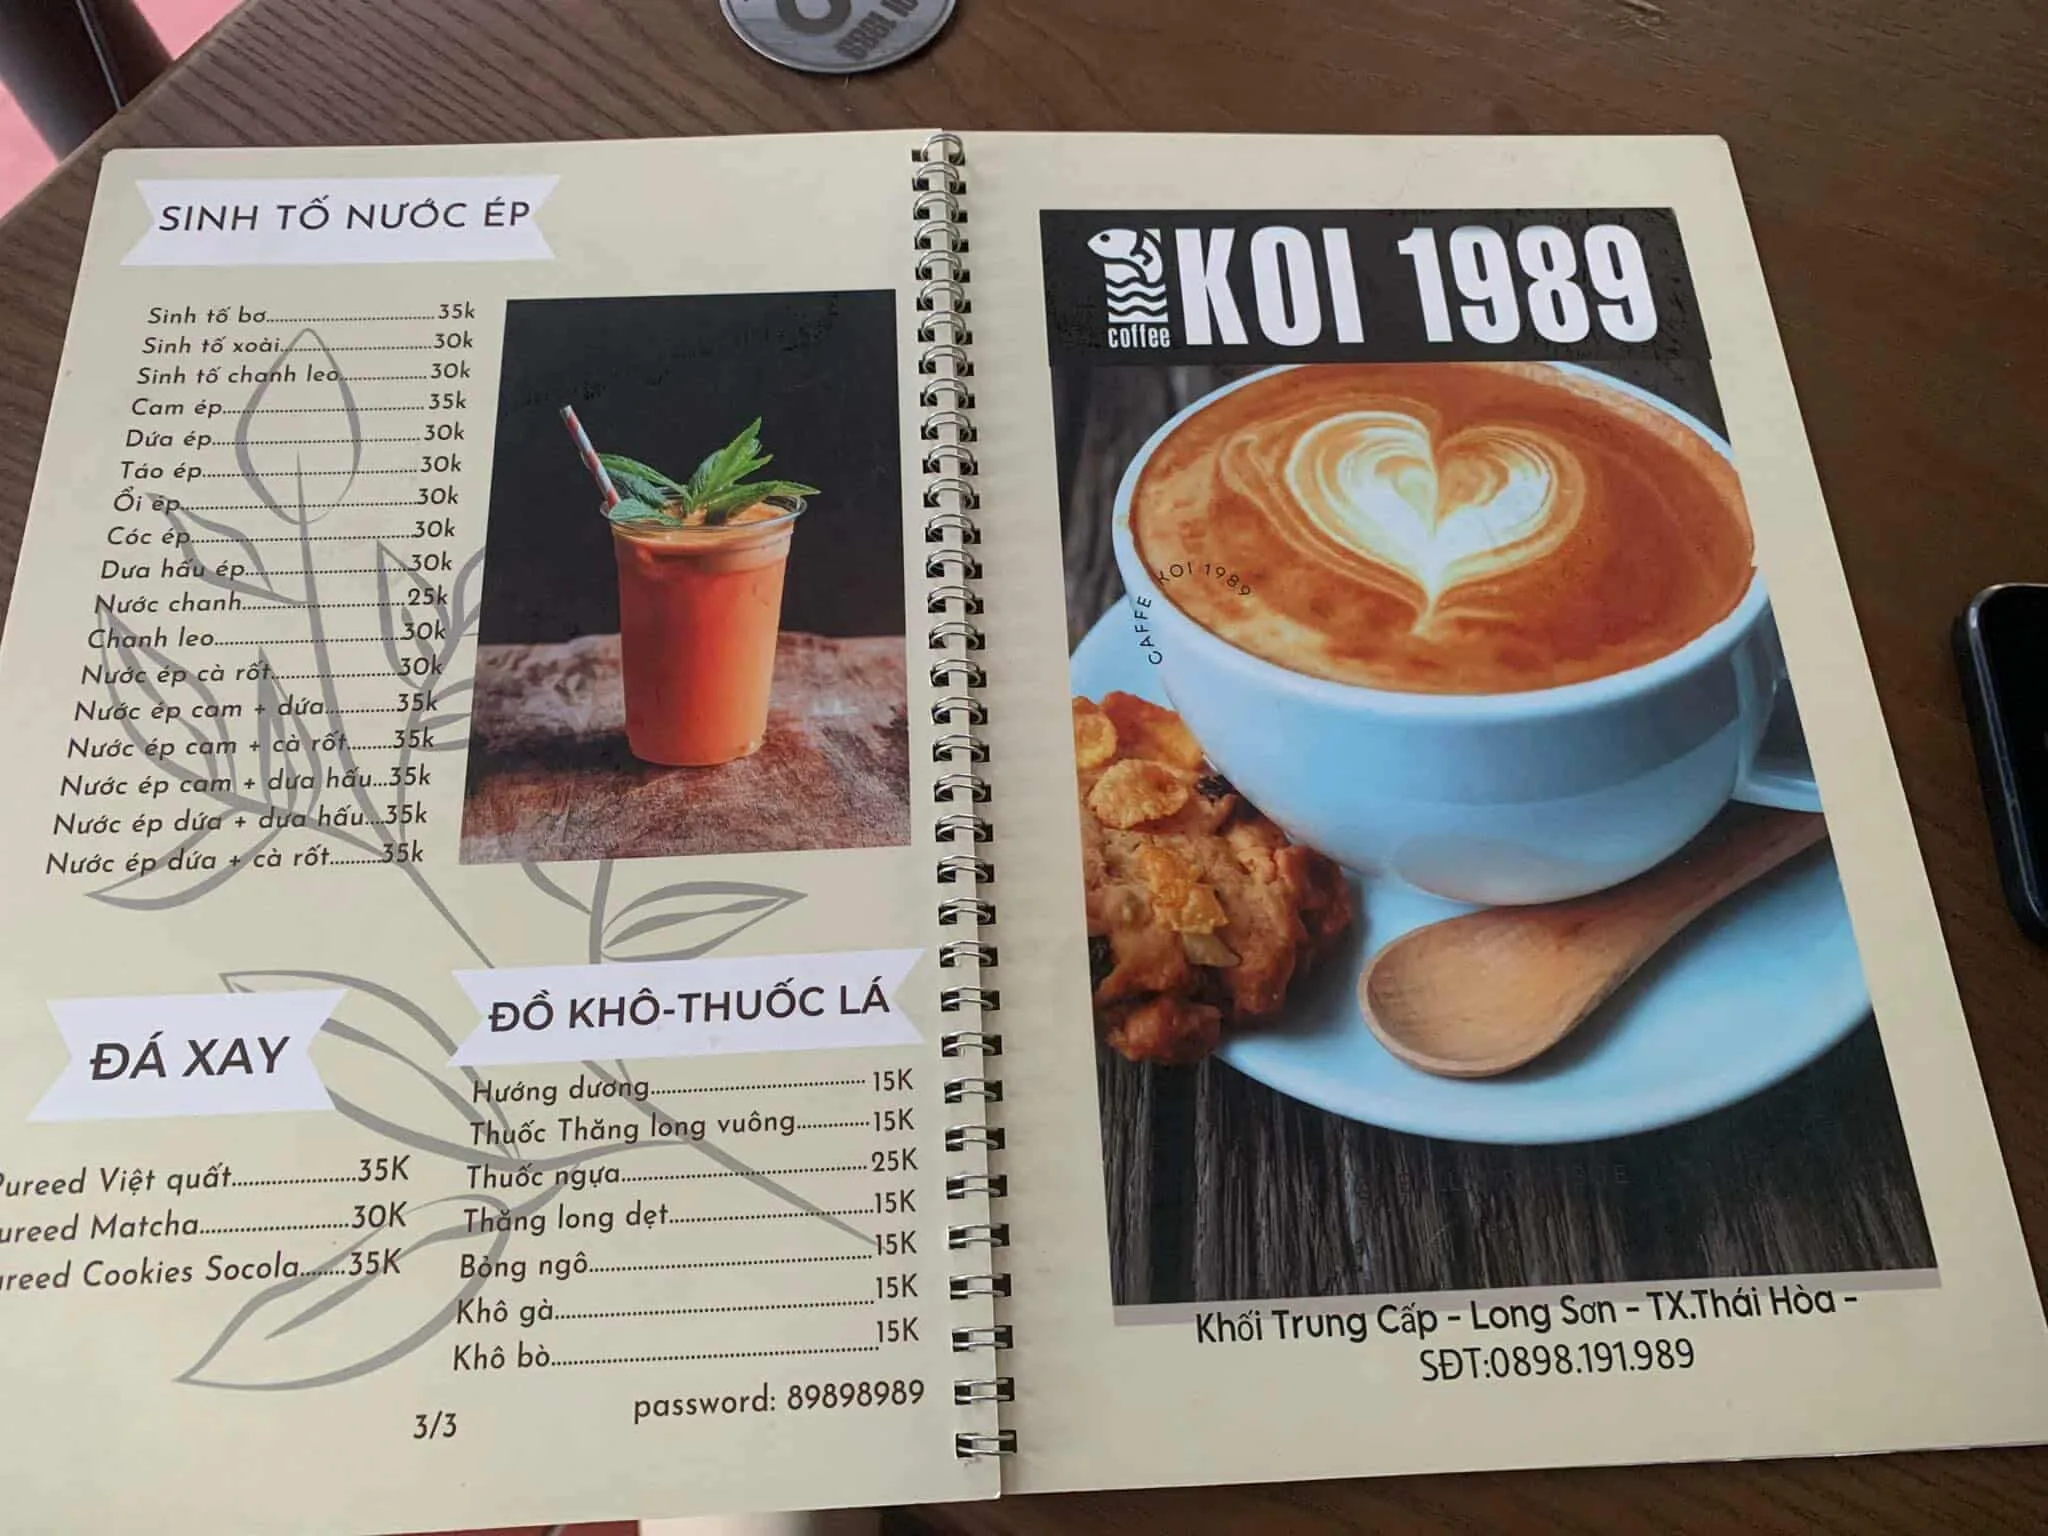 SINH TỐ NƯỚC ÉP
Sinh tố bơ.......... 35k
Sinh tố xoài..........30k
Sinh tố chanh leo..........30k
Cam ép.......... 35k
Dứa ép..........30k
Táo ép..........30k
Ổi ép..........30k
Cóc ép..........30k
Dưa hấu ép..........30k
Nước chanh..........25k
Chanh leo..........30k
Nước ép cà rốt..........30k
Nước ép cam + dứa..........35k
Nước ép cam + cà rốt.........35k
Nước ép cam + dưa hấu...35k
Nước ép dứa + dưa hấu....35k
Nước ép dứa + cà rốt..........35k
ĐÁ XAY
Pureed Việt quất..........35K
ureed Matcha..........30K
reed Cookies Socola........35K
ĐỒ KHÔ-THUỐC LÁ
Hướng dương.......... 15K
Thuốc Thăng long vuông..........15K
Thuốc ngựa.......... 25K
Thăng long dẹt..........15K
Bỏng ngô..........15K
Khô gà..........15K
Khô bò..........15K
password: 89898989
3/3
coffee
KOI 1989
CAFFE KOI 1989
Khối Trung Cấp - Long Sơn - TX.Thái Hòa -
SĐT:0898.191.989